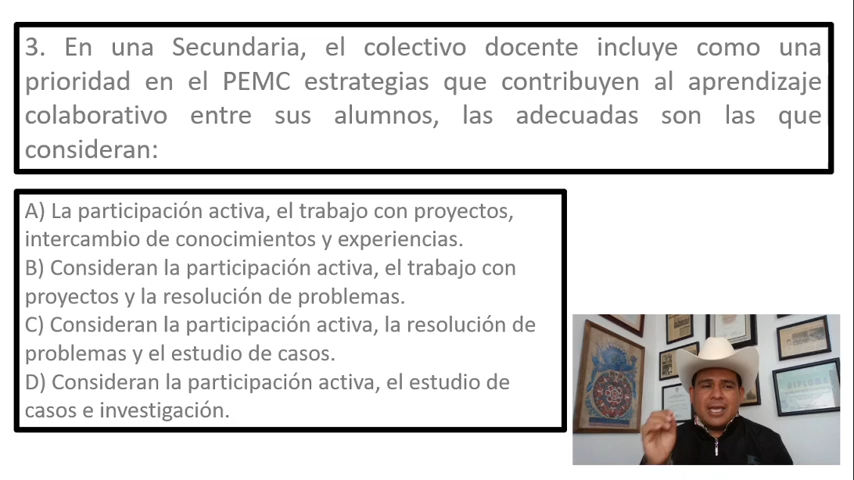 3. En una Secundaria, el colectivo docente incluye como una
prioridad en el PEMC estrategias que contribuyen al aprendizaje
colaborativo entre sus alumnos, las adecuadas son las que
consideran:
A) La participación activa, el trabajo con proyectos,
intercambio de conocimientos y experiencias.
B) Consideran la participación activa, el trabajo con
proyectos y la resolución de problemas.
C) Consideran la participación activa, la resolución de
problemas y el estudio de casos.
D) Consideran la participación activa, el estudio de
casos e investigación.